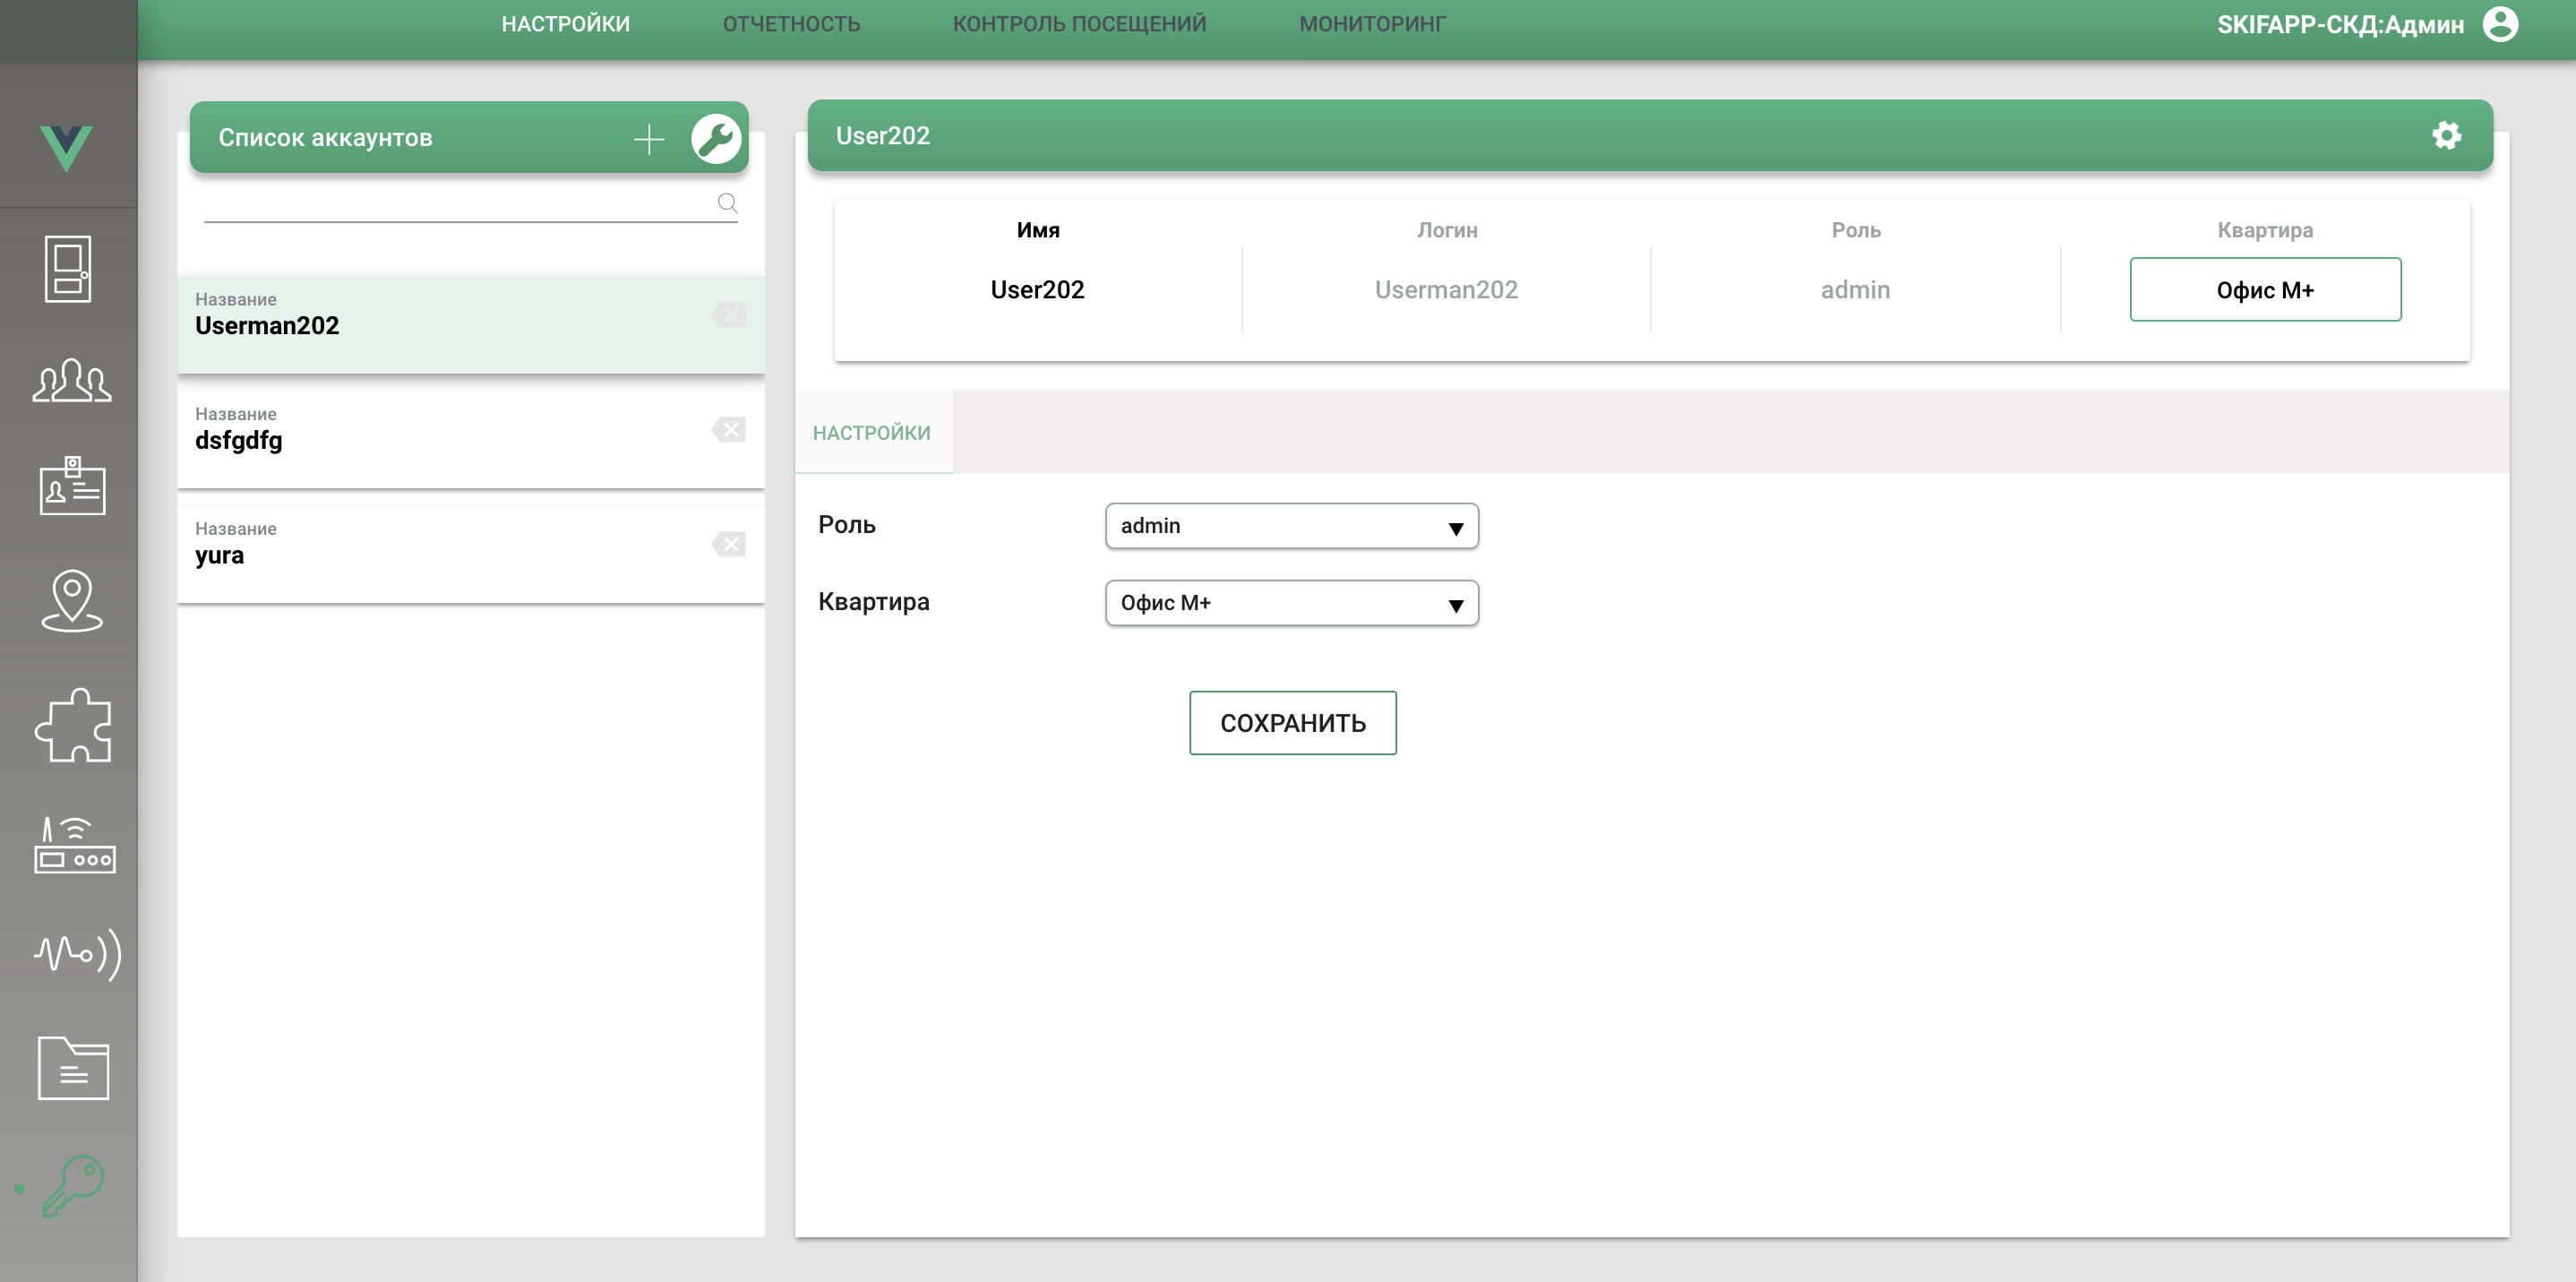 НАСТРОЙКИ ОТЧЕТНОСТЬ КОНТРОЛЬ ПОСЕЩЕНИЙ МОНИТОРИНГ SKIFAPP-СКД:Админ
Список аккаунтов
Название
Userman202
Название
dsfgdfg
Название
yura
User202
Имя Логин Роль Квартира
User202 Userman202 admin Офис М+
НАСТРОЙКИ
Роль admin
Квартира Офис М+
СОХРАНИТЬ